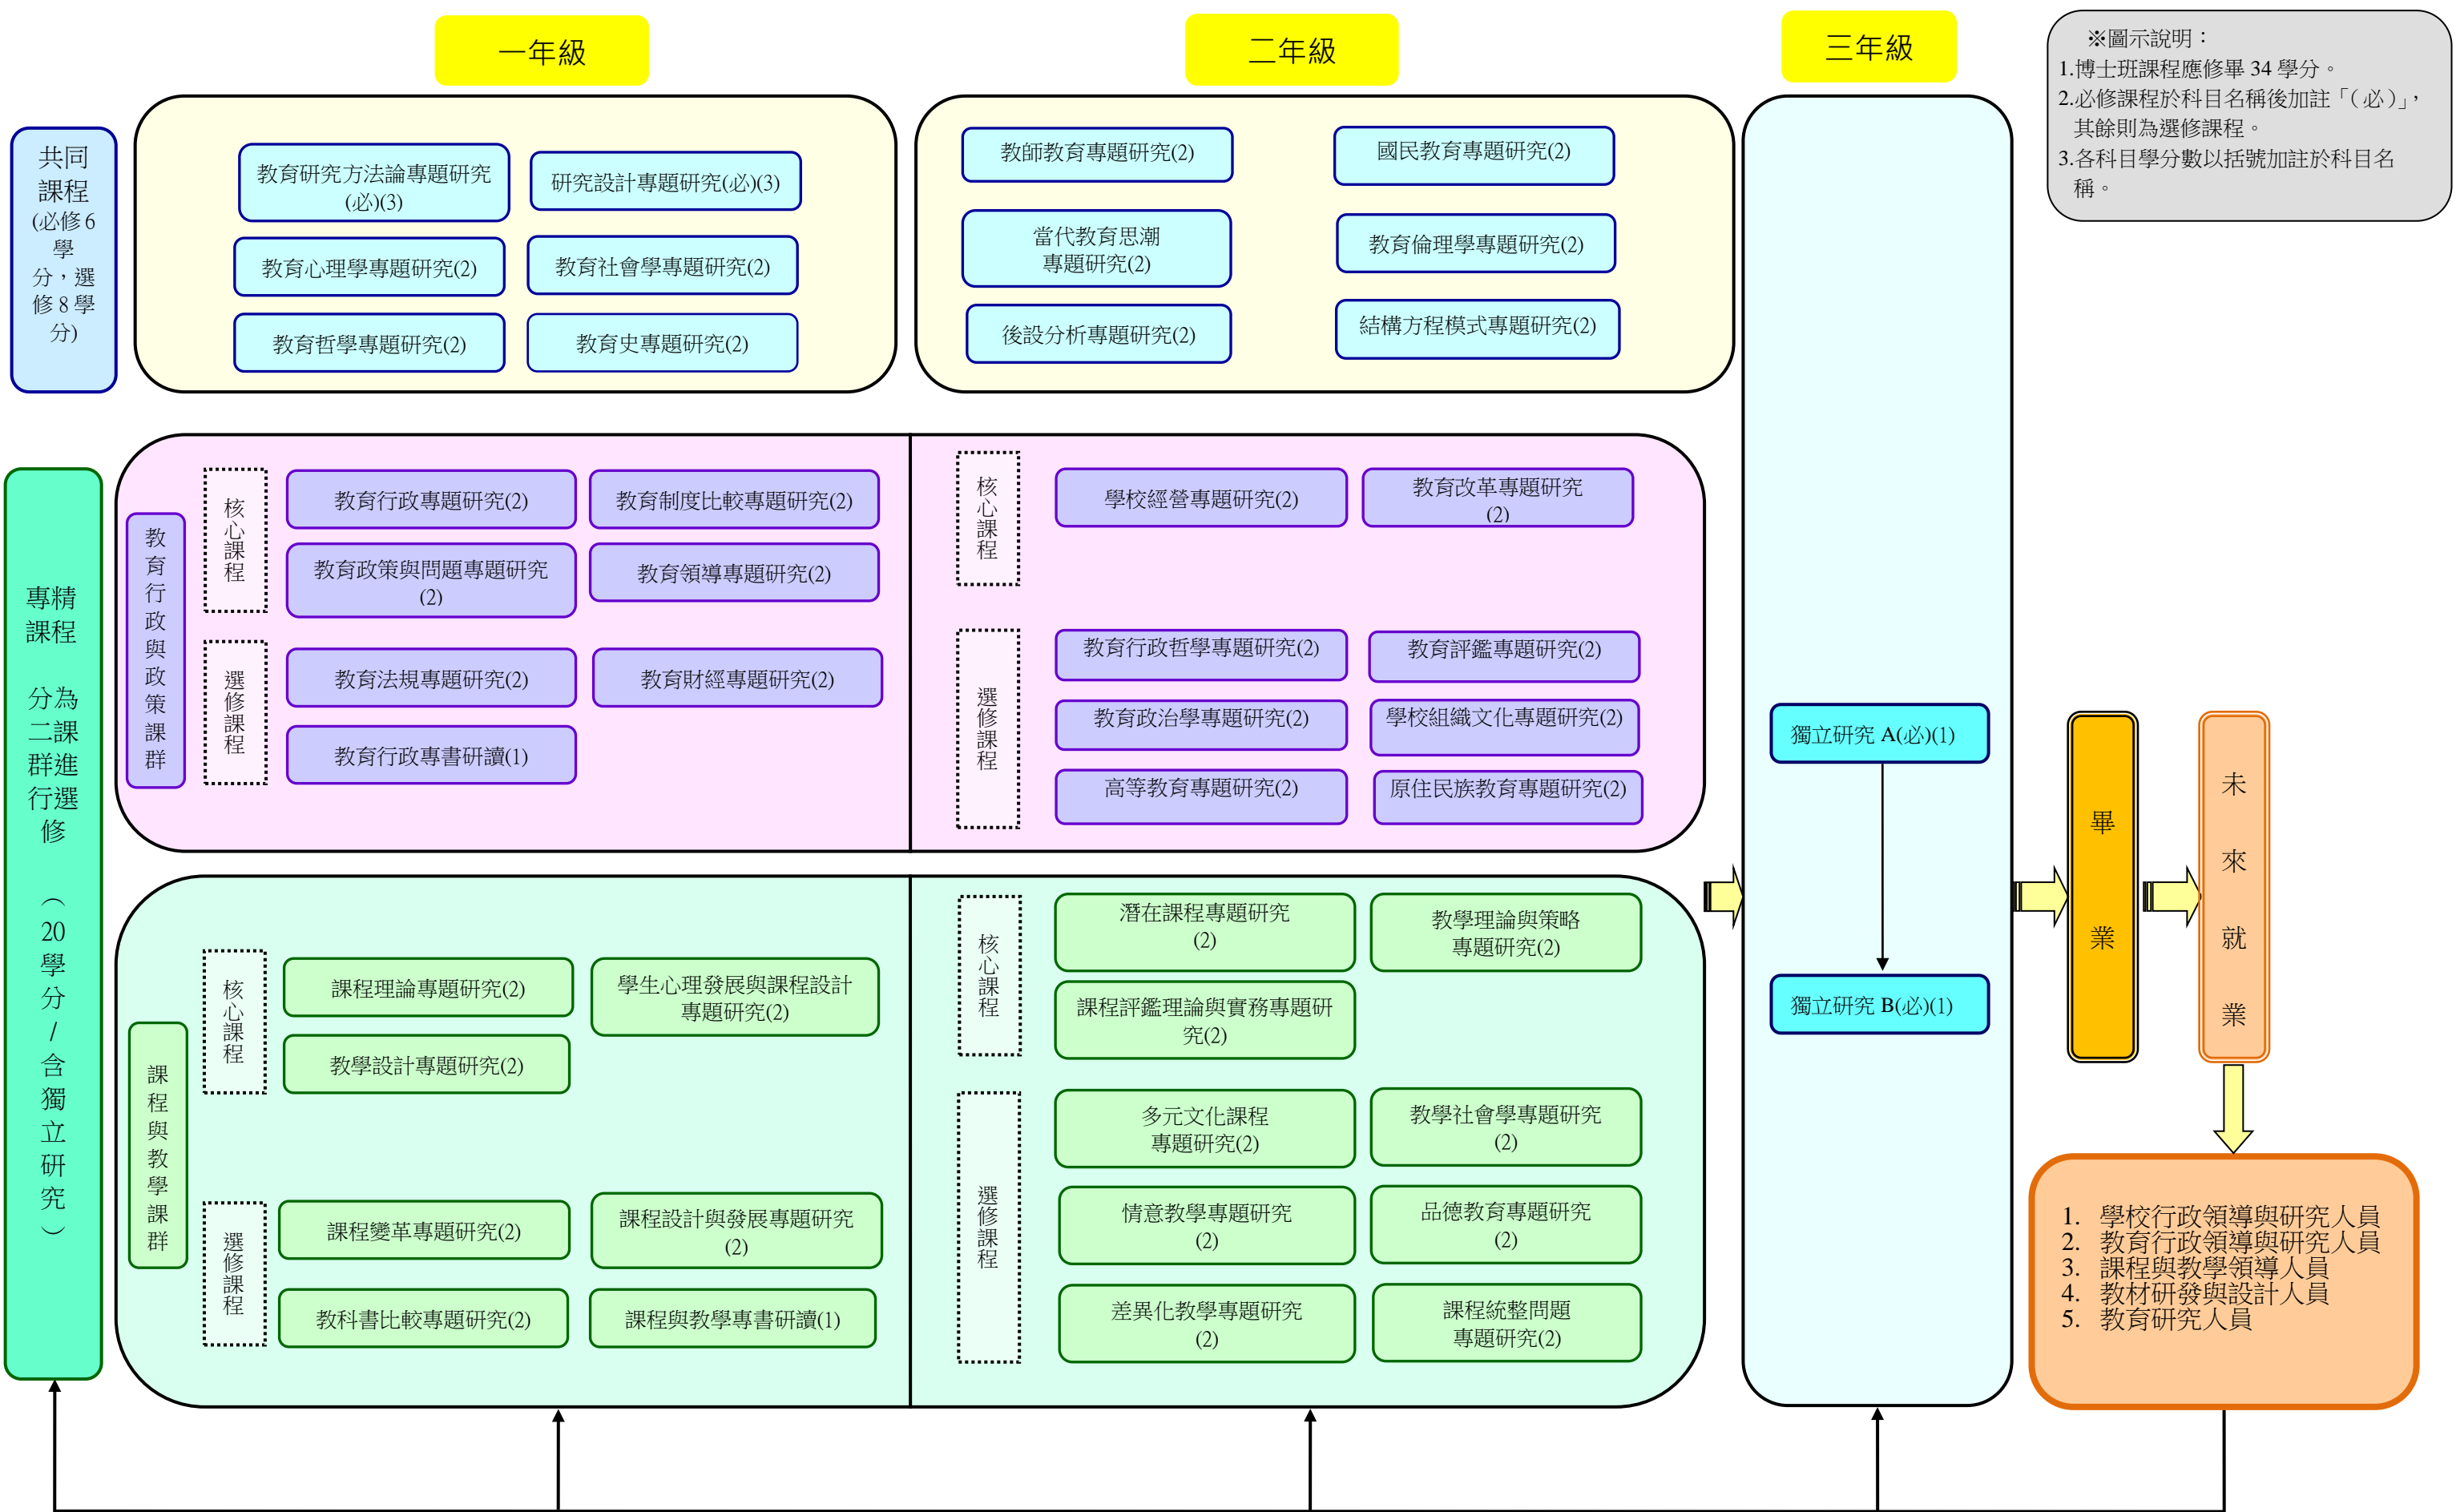 一年級
二年級
三年級
※圖示說明：
1.博士班課程應修畢 34 學分。
2.必修課程於科目名稱後加註「（必）」，
其餘則為選修課程。
3.各科目學分數以括號加註於科目名
稱。
共同
課程
(必修 6
學
分，選
修 8 學
分)
教育研究方法論專題研究
(必)(3)
研究設計專題研究(必)(3)
教育心理學專題研究(2)
教育社會學專題研究(2)
教育哲學專題研究(2)
教育史專題研究(2)
教師教育專題研究(2)
國民教育專題研究(2)
當代教育思潮
專題研究(2)
教育倫理學專題研究(2)
後設分析專題研究(2)
結構方程模式專題研究(2)
專精
課程
分為
二課
群進
行選
修
（
20
學
分
/
含
獨
立
研
究
）
教育行政與政策課群
核心課程
教育行政專題研究(2)
教育制度比較專題研究(2)
教育政策與問題專題研究
(2)
教育領導專題研究(2)
選修課程
教育法規專題研究(2)
教育財經專題研究(2)
教育行政專書研讀(1)
核心課程
學校經營專題研究(2)
教育改革專題研究
(2)
選修課程
教育行政哲學專題研究(2)
教育評鑑專題研究(2)
教育政治學專題研究(2)
學校組織文化專題研究(2)
高等教育專題研究(2)
原住民族教育專題研究(2)
課程與教學課群
核心課程
課程理論專題研究(2)
學生心理發展與課程設計
專題研究(2)
教學設計專題研究(2)
選修課程
課程變革專題研究(2)
課程設計與發展專題研究
(2)
教科書比較專題研究(2)
課程與教學專書研讀(1)
核心課程
潛在課程專題研究
(2)
教學理論與策略
專題研究(2)
課程評鑑理論與實務專題研
究(2)
選修課程
多元文化課程
專題研究(2)
教學社會學專題研究
(2)
情意教學專題研究
(2)
品德教育專題研究
(2)
差異化教學專題研究
(2)
課程統整問題
專題研究(2)
獨立研究 A(必)(1)
獨立研究 B(必)(1)
畢業
未來就業
1. 學校行政領導與研究人員
2. 教育行政領導與研究人員
3. 課程與教學領導人員
4. 教材研發與設計人員
5. 教育研究人員